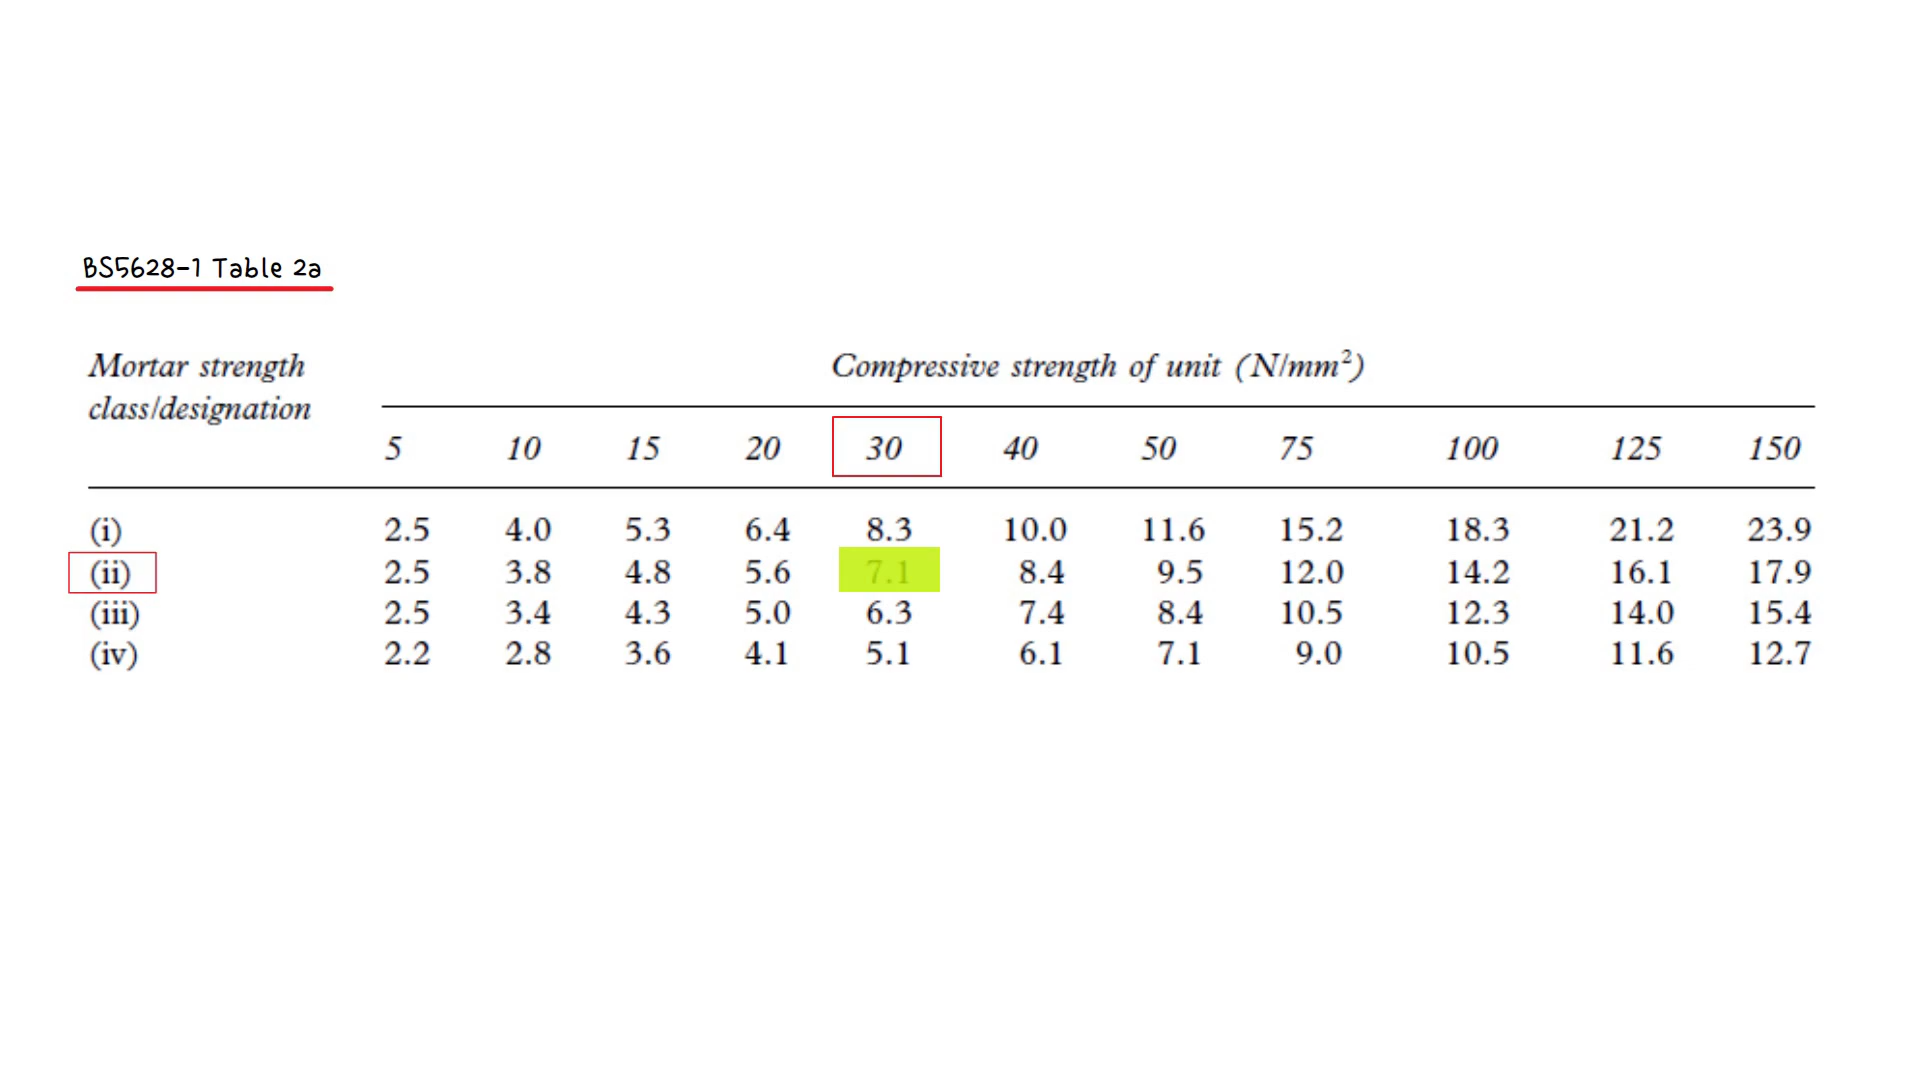 BS5628-1 Table 2a
Mortar strength Compressive strength of unit (N/mm²)
class/designation
5 10 15 20 30 40 50 75 100 125 150
(i) 2.5 4.0 5.3 6.4 8.3 10.0 11.6 15.2 18.3 21.2 23.9
(ii) 2.5 3.8 4.8 5.6 7.1 8.4 9.5 12.0 14.2 16.1 17.9
(iii) 2.5 3.4 4.3 5.0 6.3 7.4 8.4 10.5 12.3 14.0 15.4
(iv) 2.2 2.8 3.6 4.1 5.1 6.1 7.1 9.0 10.5 11.6 12.7